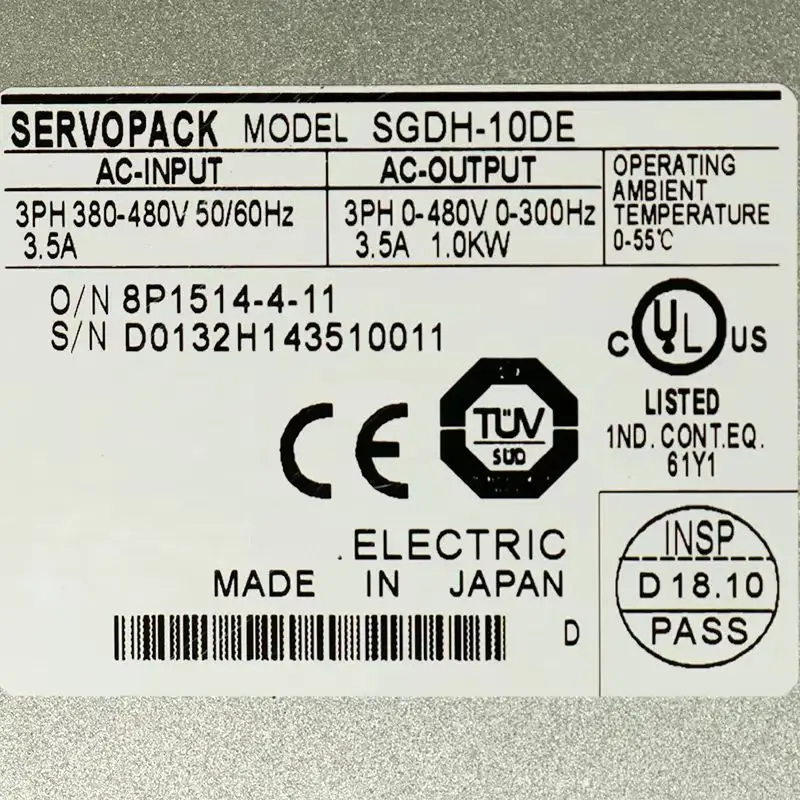 SERVOPACK MODEL SGDH-10DE
AC-INPUT
3PH 380-480V 50/60Hz
3.5A
AC-OUTPUT
3PH 0-480V 0-300Hz
3.5A 1.0KW
OPERATING
AMBIENT
TEMPERATURE
0-55℃
O/N 8P1514-4-11
S/N D0132H143510011
C UL US
LISTED
1ND. CONT.EQ.
61Y1
CE
TÜV
SÜD
.ELECTRIC
MADE IN JAPAN
D
INSP
D 18.10
PASS